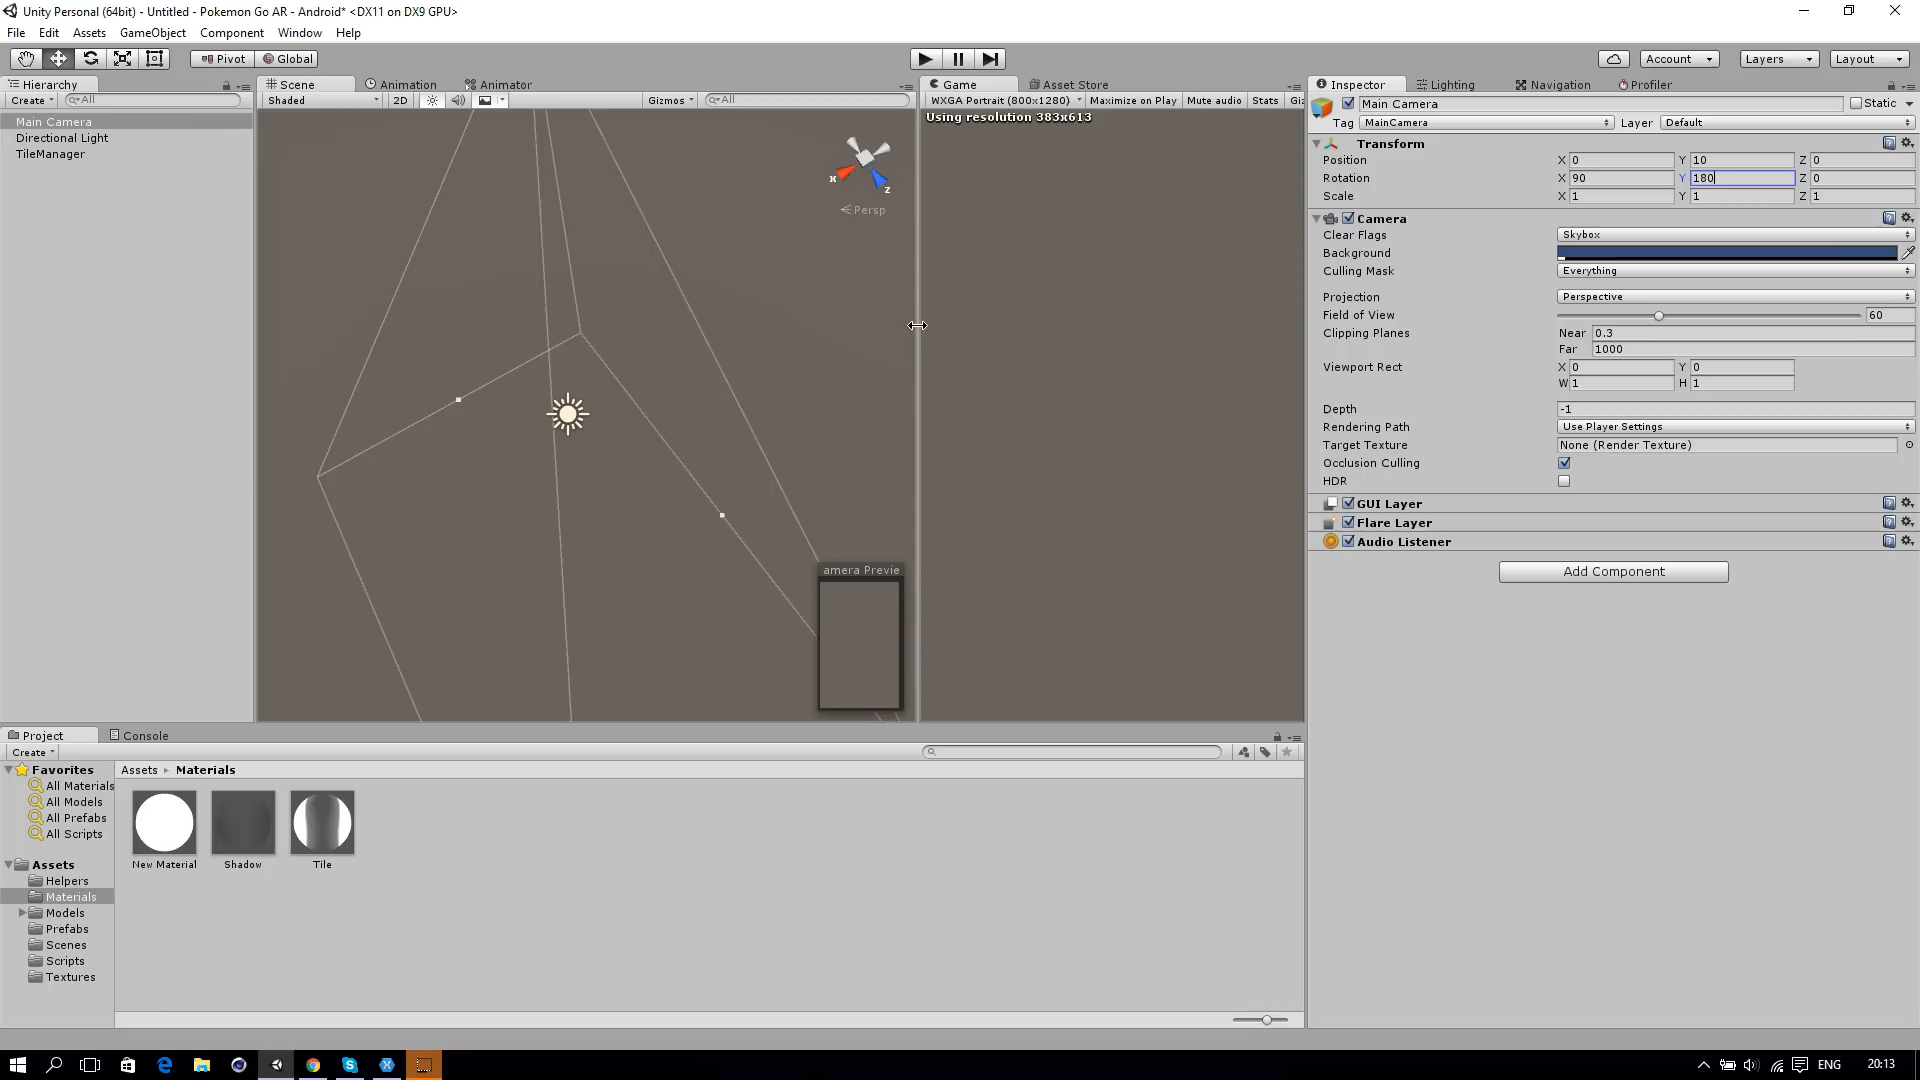 Unity Personal (64bit) - Untitled - Pokemon Go AR - Android* <DX11 on DX9 GPU>
File Edit Assets GameObject Component Window Help
Pivot Global Account Layers Layout
Hierarchy Scene Animation Animator Game Asset Store Inspector Lighting Navigation Profiler
Create All Shaded 2D Gizmos All WXGA Portrait (800x1280) Maximize on Play Mute audio Stats Giz
Main Camera Static
Using resolution 383x613
Tag MainCamera Layer Default
Main Camera
Directional Light
TileManager
x
z
Persp
Transform
Position X 0 Y 10 Z 0
Rotation X 90 Y 180 Z 0
Scale X 1 Y 1 Z 1
Camera
Clear Flags Skybox
Background
Culling Mask Everything
Projection Perspective
Field of View 60
Clipping Planes Near 0.3
Far 1000
Viewport Rect X 0 Y 0
W 1 H 1
Depth -1
Rendering Path Use Player Settings
Target Texture None (Render Texture)
Occlusion Culling
HDR
GUI Layer
Flare Layer
Audio Listener
Add Component
amera Previe
Project Console
Create
Favorites
All Materials
All Models
All Prefabs
All Scripts
Assets
Helpers
Materials
Models
Prefabs
Scenes
Scripts
Textures
Assets Materials
New Material Shadow Tile
ENG 20:13